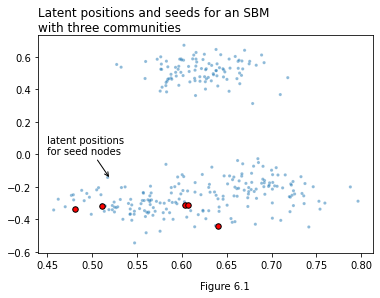 Latent positions and seeds for an SBM
with three communities
0.6
0.4
0.2
0.0
−0.2
−0.4
−0.6
latent positions
for seed nodes
0.45 0.50 0.55 0.60 0.65 0.70 0.75 0.80
Figure 6.1